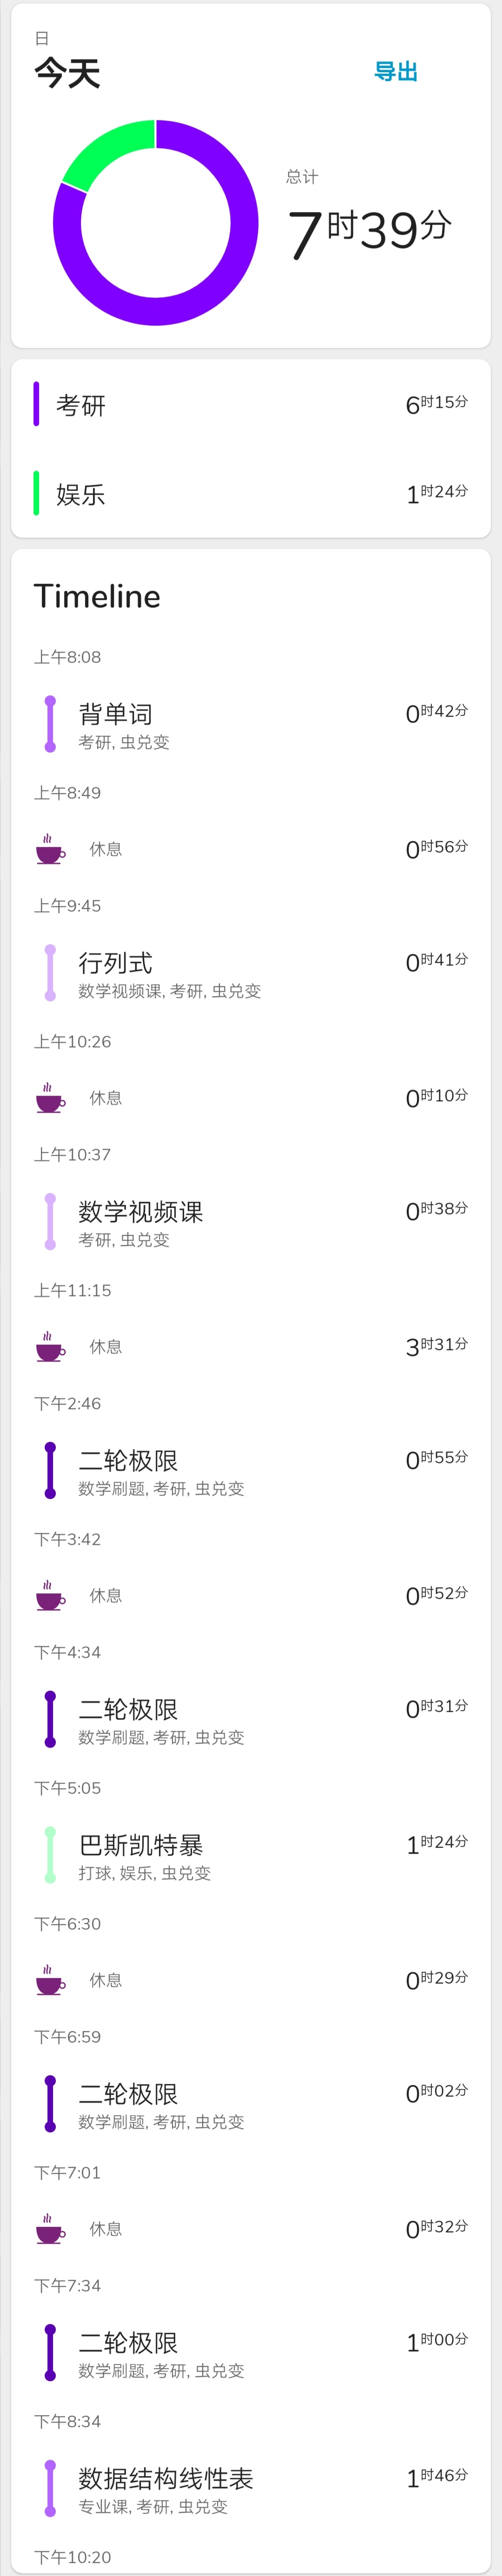 日
今天
导出
总计
7时39分
考研 6时15分
娱乐 1时24分
Timeline
上午8:08
背单词 0时42分
考研, 虫兑变
上午8:49
休息 0时56分
上午9:45
行列式 0时41分
数学视频课, 考研, 虫兑变
上午10:26
休息 0时10分
上午10:37
数学视频课 0时38分
考研, 虫兑变
上午11:15
休息 3时31分
下午2:46
二轮极限 0时55分
数学刷题, 考研, 虫兑变
下午3:42
休息 0时52分
下午4:34
二轮极限 0时31分
数学刷题, 考研, 虫兑变
下午5:05
巴斯凯特暴 1时24分
打球, 娱乐, 虫兑变
下午6:30
休息 0时29分
下午6:59
二轮极限 0时02分
数学刷题, 考研, 虫兑变
下午7:01
休息 0时32分
下午7:34
二轮极限 1时00分
数学刷题, 考研, 虫兑变
下午8:34
数据结构线性表 1时46分
专业课, 考研, 虫兑变
下午10:20